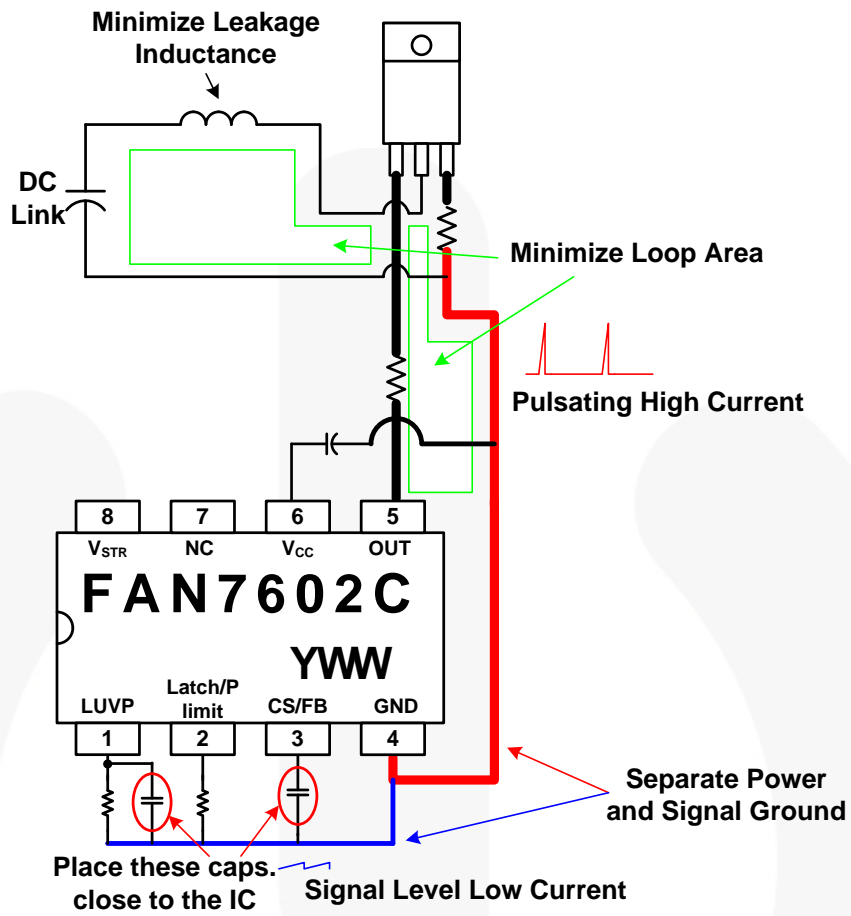 Minimize Leakage
Inductance
DC
Link
Minimize Loop Area
Pulsating High Current
8
7
6
5
VSTR
NC
VCC
OUT
FAN7602C
YWW
LUVP
Latch/P
limit
CS/FB
GND
1
2
3
4
Separate Power
and Signal Ground
Place these caps.
close to the IC
Signal Level Low Current